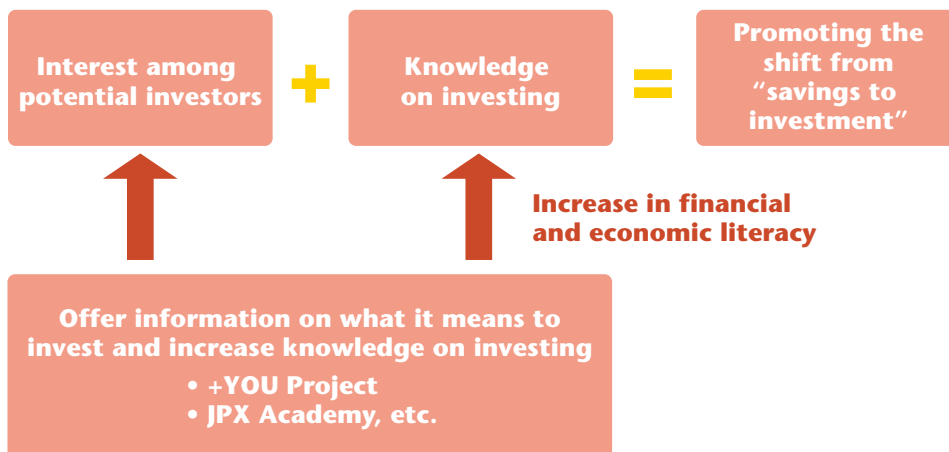 Interest among
potential investors
+
Knowledge
on investing
=
Promoting the
shift from
“savings to
investment”
Increase in financial
and economic literacy
Offer information on what it means to
invest and increase knowledge on investing
• +YOU Project
• JPX Academy, etc.